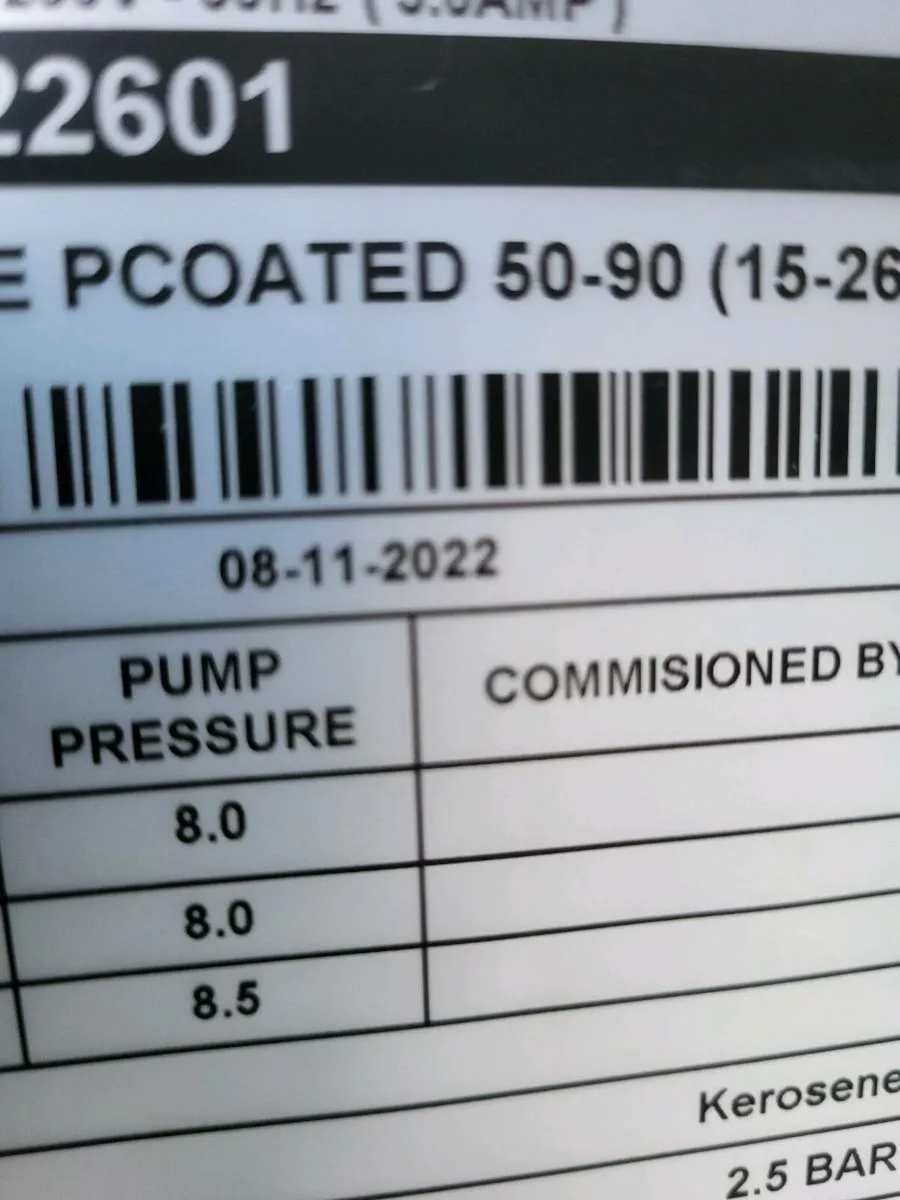 22601
E PCOATED 50-90 (15-26
08-11-2022
PUMP
PRESSURE
COMMISIONED BY
8.0
8.0
8.5
Kerosene
2.5 BAR